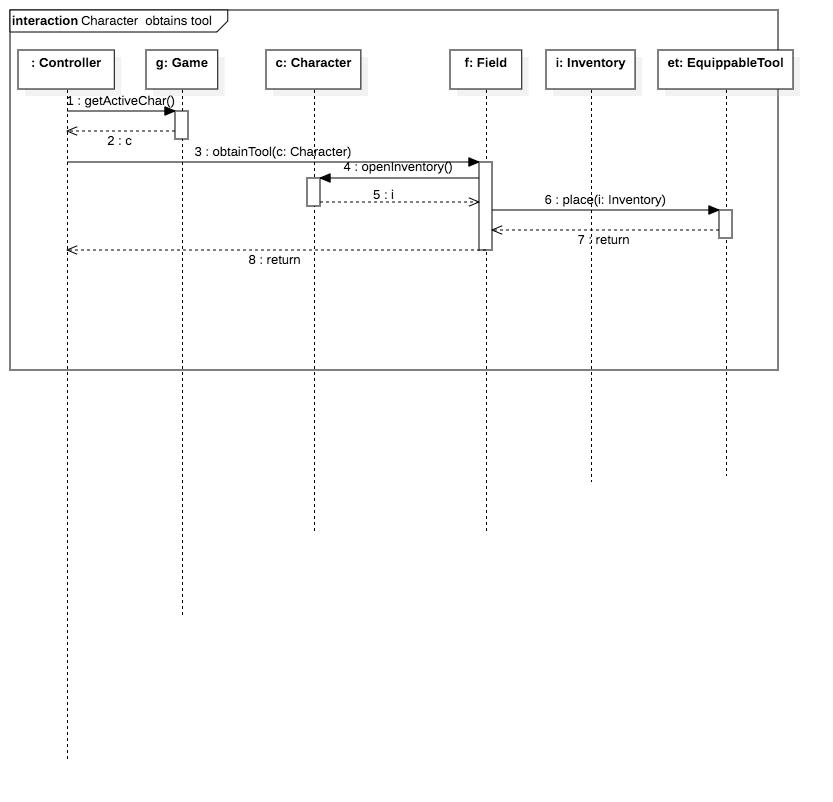 interaction Character obtains tool
: Controller
g: Game
c: Character
f: Field
i: Inventory
et: EquippableTool
1 : getActiveChar()
2 : c
3 : obtainTool(c: Character)
4 : openInventory()
5 : i
6 : place(i: Inventory)
7 : return
8 : return